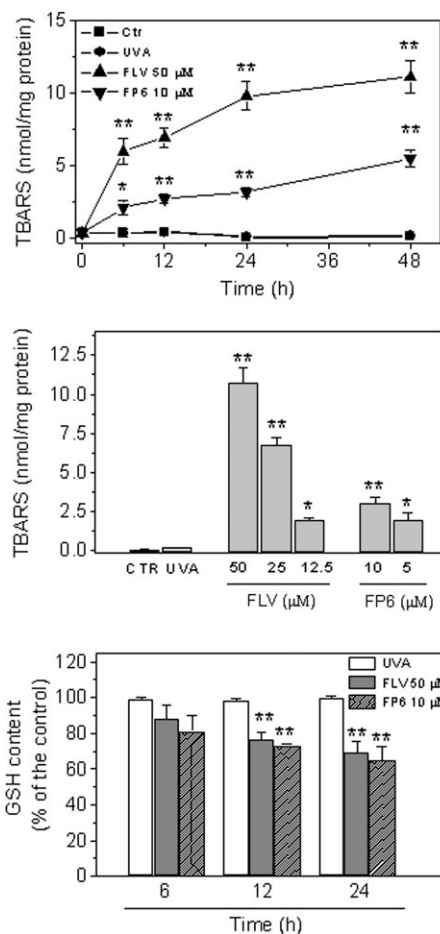 Ctr
UVA
FLV 50 µM
FP6 10 µM
TBARS (nmol/mg protein)
15
10
5
0
** ** ** **
* ** ** **
0 12 24 36 48
Time (h)
TBARS (nmol/mg protein)
12.5
10.0
7.5
5.0
2.5
0.0
** ** * ** *
CTR UVA 50 25 12.5 10 5
FLV (µM) FP6 (µM)
GSH content
(% of the control)
120
100
80
60
40
20
0
UVA
FLV 50 µM
FP6 10 µM
** ** ** **
6 12 24
Time (h)